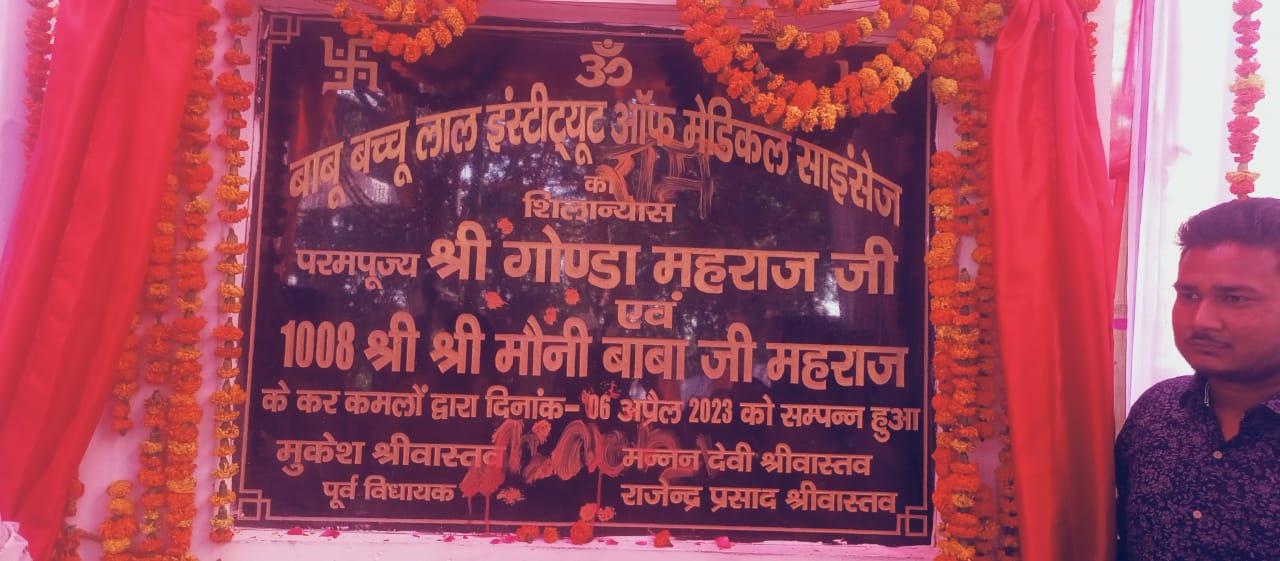 ॐ
बाबू बच्चू लाल इंस्टीट्यूट ऑफ मेडिकल साइंसेज
का
राम
शिलान्यास
परमपूज्य श्री गोण्डा महराज जी
एवं
1008 श्री श्री मौनी बाबा जी महराज
के कर कमलों द्वारा दिनांक- 06 अप्रैल 2023 को सम्पन्न हुआ
मुकेश श्रीवास्तव मन्नन देवी श्रीवास्तव
पूर्व विधायक राजेन्द्र प्रसाद श्रीवास्तव